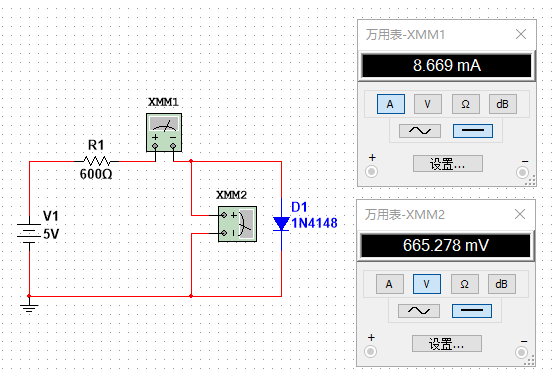 万用表-XMM1
8.669 mA
A V Ω dB
+ 设置... −
XMM1
+ −
R1
600Ω
V1
5V
XMM2
+
−
D1
1N4148
万用表-XMM2
665.278 mV
A V Ω dB
+ 设置... −